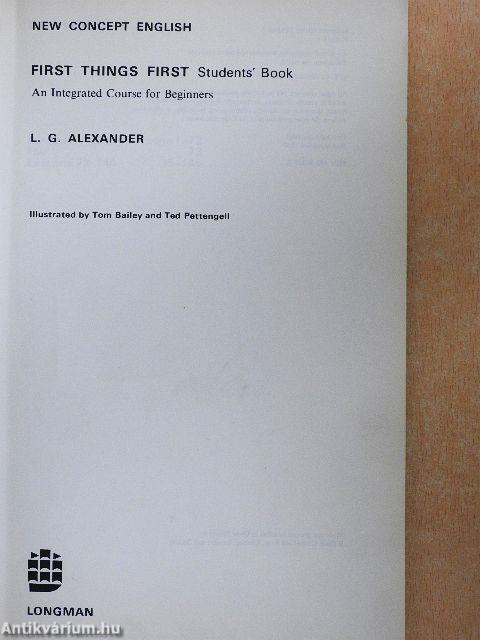 NEW CONCEPT ENGLISH
FIRST THINGS FIRST Students' Book
An Integrated Course for Beginners
L. G. ALEXANDER
Illustrated by Tom Bailey and Ted Pettengell
LONGMAN
Antikvárium.hu